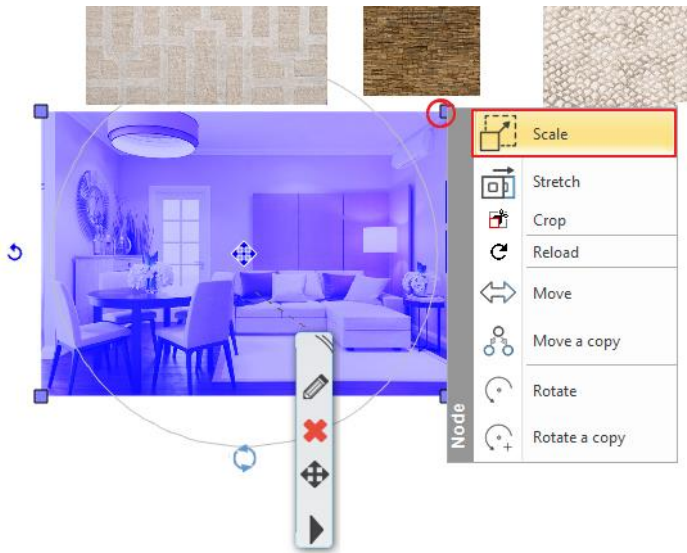 Scale
Stretch
Crop
Reload
Move
Move a copy
Rotate
Rotate a copy
Node